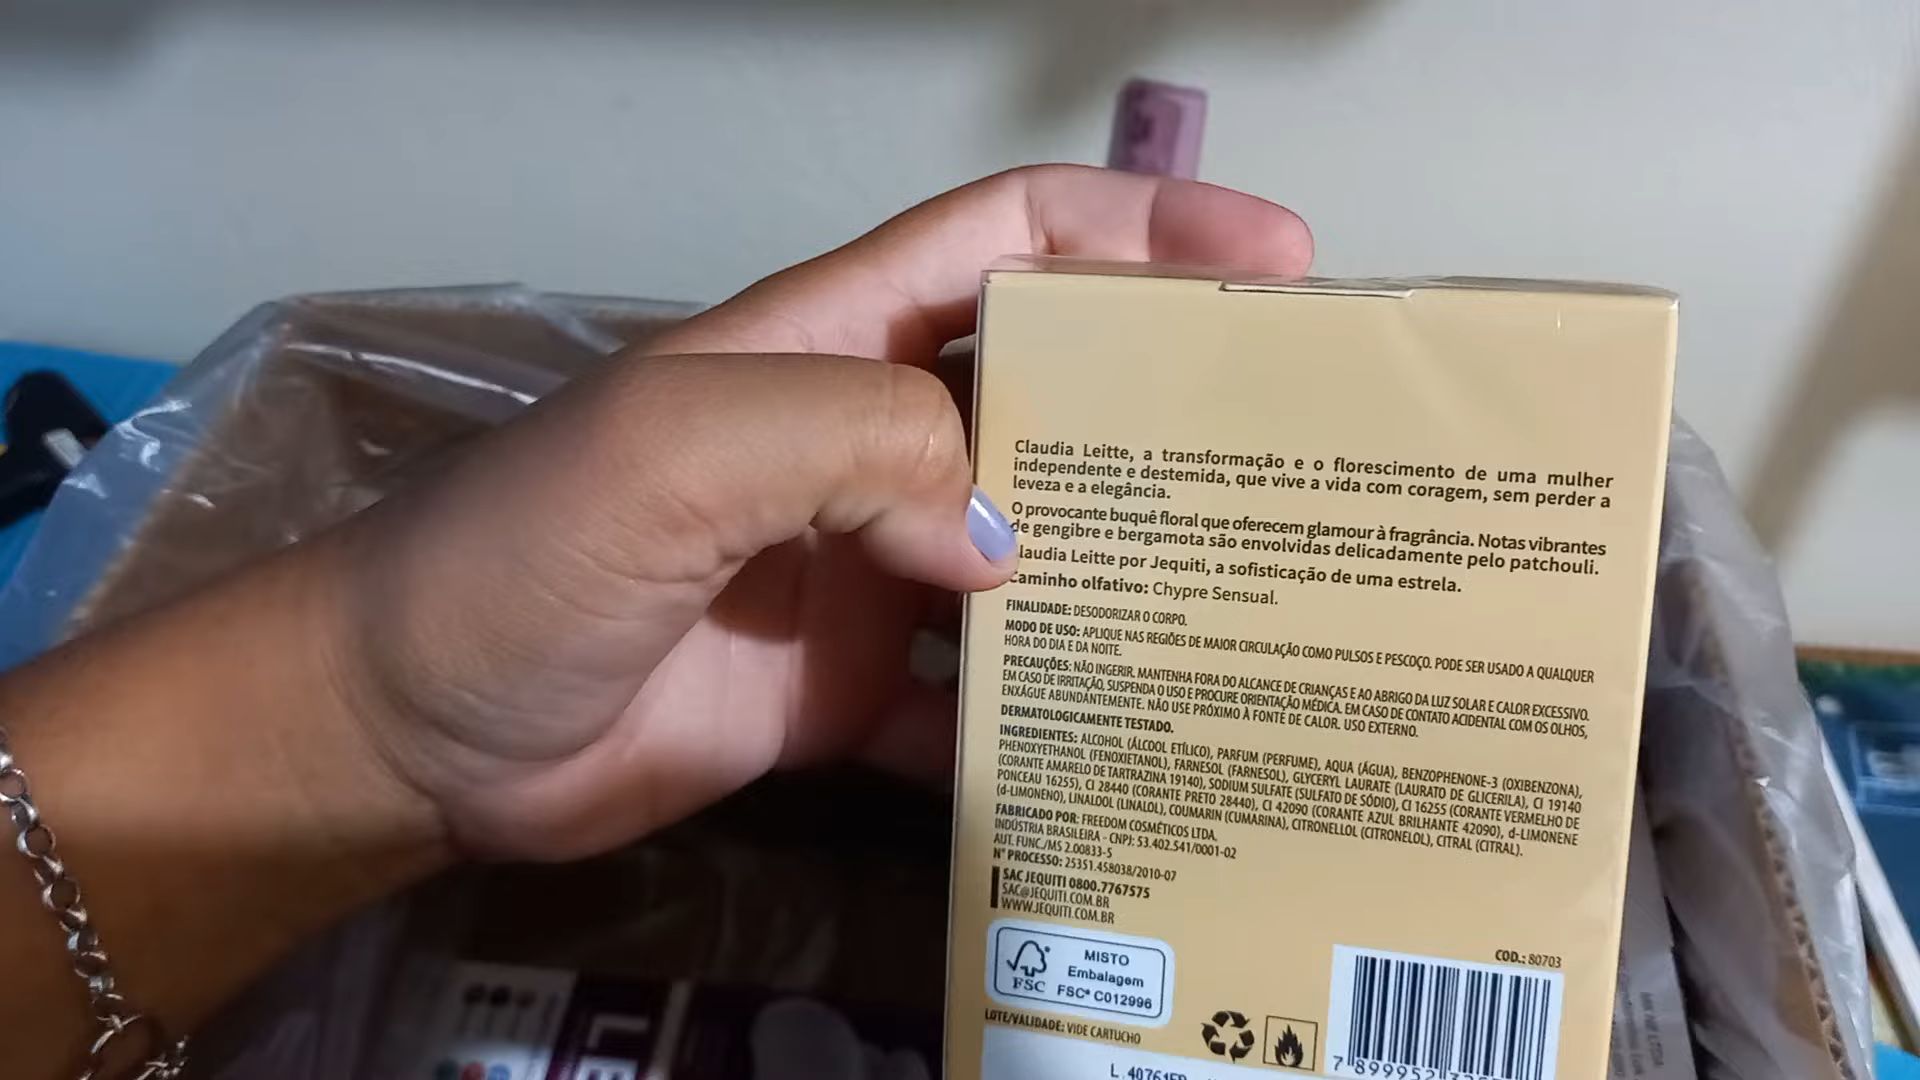 Claudia Leitte, a transformação e o florescimento de uma mulher
independente e destemida, que vive a vida com coragem, sem perder a
leveza e a elegância.
O provocante buquê floral que oferecem glamour à fragrância. Notas vibrantes
de gengibre e bergamota são envolvidas delicadamente pelo patchouli.
laudia Leitte por Jequiti, a sofisticação de uma estrela.
Caminho olfativo: Chypre Sensual.
FINALIDADE: DESODORIZAR O CORPO.
MODO DE USO: APLIQUE NAS REGIÕES DE MAIOR CIRCULAÇÃO COMO PULSOS E PESCOÇO. PODE SER USADO A QUALQUER
HORA DO DIA E DA NOITE.
PRECAUÇÕES: NÃO INGERIR. MANTENHA FORA DO ALCANCE DE CRIANÇAS E AO ABRIGO DA LUZ SOLAR E CALOR EXCESSIVO.
EM CASO DE IRRITAÇÃO, SUSPENDA O USO E PROCURE ORIENTAÇÃO MÉDICA. EM CASO DE CONTATO ACIDENTAL COM OS OLHOS,
ENXÁGUE ABUNDANTEMENTE. NÃO USE PRÓXIMO À FONTE DE CALOR. USO EXTERNO.
DERMATOLOGICAMENTE TESTADO.
INGREDIENTES: ALCOHOL (ÁLCOOL ETÍLICO), PARFUM (PERFUME), AQUA (ÁGUA), BENZOPHENONE-3 (OXIBENZONA),
PHENOXYETHANOL (FENOXIETANOL), FARNESOL (FARNESOL), GLYCERYL LAURATE (LAURATO DE GLICERILA), CI 19140
(CORANTE AMARELO DE TARTRAZINA 19140), SODIUM SULFATE (SULFATO DE SÓDIO), CI 16255 (CORANTE VERMELHO DE
PONCEAU 16255), CI 28440 (CORANTE PRETO 28440), CI 42090 (CORANTE AZUL BRILHANTE 42090), d-LIMONENE
(d-LIMONENO), LINALOOL (LINALOL), COUMARIN (CUMARINA), CITRONELLOL (CITRONELOL), CITRAL (CITRAL).
FABRICADO POR: FREEDOM COSMÉTICOS LTDA.
INDÚSTRIA BRASILEIRA - CNPJ: 53.402.541/0001-02
AUT. FUNC./MS 2.00833-5
N° PROCESSO: 25351.458038/2010-07
SAC JEQUITI 0800.7767575
SAC@JEQUITI.COM.BR
WWW.JEQUITI.COM.BR
COD.: 80703
MISTO
Embalagem
FSC FSC® C012996
LOTE/VALIDADE: VIDE CARTUCHO